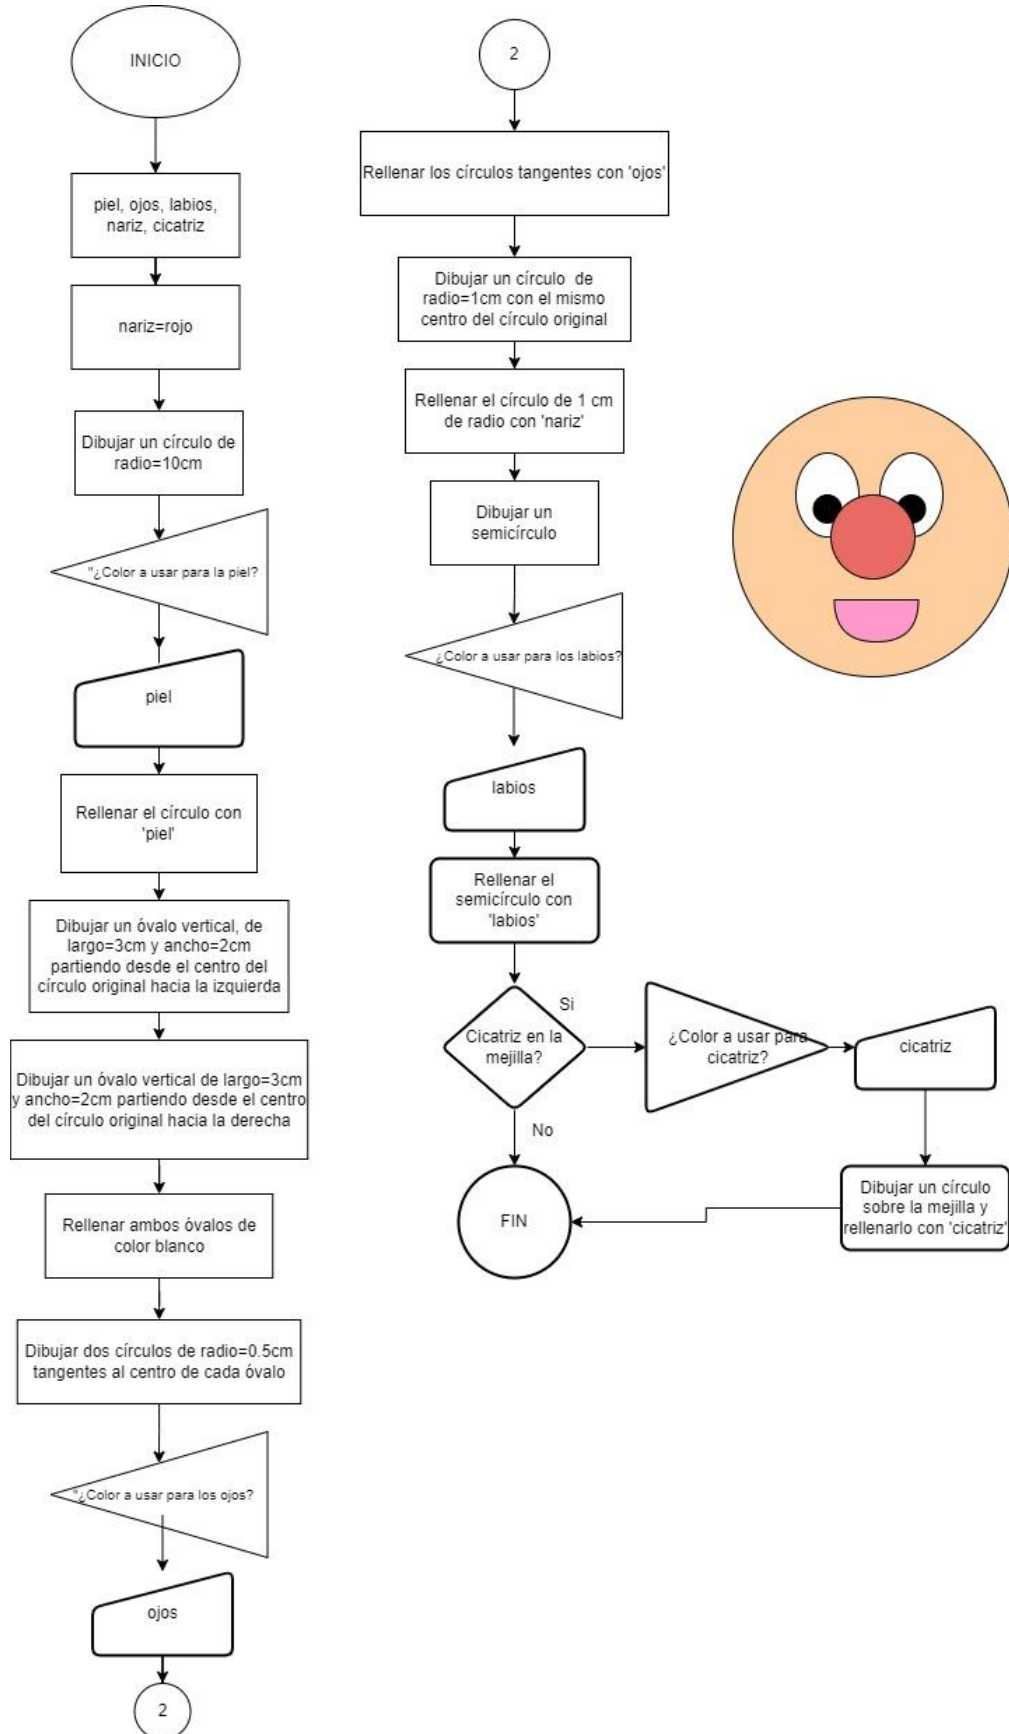 INICIO
piel, ojos, labios,
nariz, cicatriz
nariz=rojo
Dibujar un círculo de
radio=10cm
"¿Color a usar para la piel?
piel
Rellenar el círculo con
'piel'
Dibujar un óvalo vertical, de
largo=3cm y ancho=2cm
partiendo desde el centro del
círculo original hacia la izquierda
Dibujar un óvalo vertical de largo=3cm
y ancho=2cm partiendo desde el centro
del círculo original hacia la derecha
Rellenar ambos óvalos de
color blanco
Dibujar dos círculos de radio=0.5cm
tangentes al centro de cada óvalo
"¿Color a usar para los ojos?
ojos
2
2
Rellenar los círculos tangentes con 'ojos'
Dibujar un círculo de
radio=1cm con el mismo
centro del círculo original
Rellenar el círculo de 1 cm
de radio con 'nariz'
Dibujar un
semicírculo
¿Color a usar para los labios?
labios
Rellenar el
semicírculo con
'labios'
Cicatriz en la
mejilla?
Si
¿Color a usar para
cicatriz?
cicatriz
No
Dibujar un círculo
sobre la mejilla y
rellenarlo con 'cicatriz'
FIN